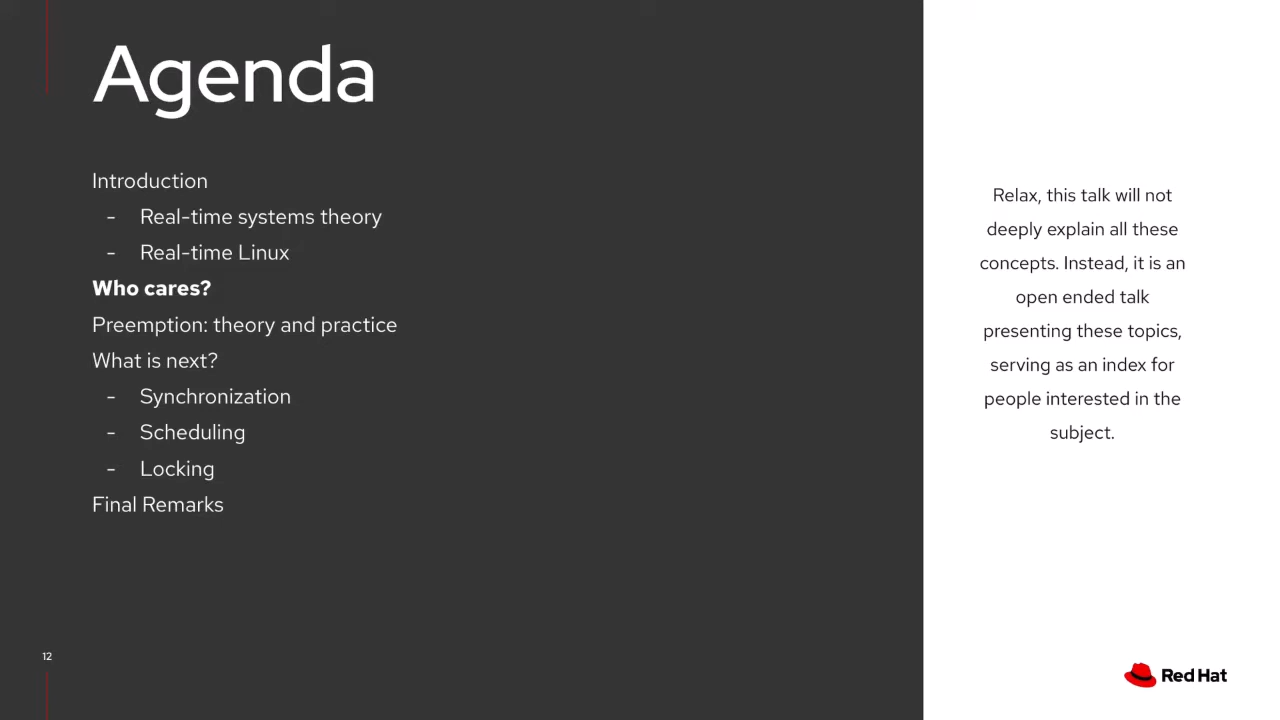 Agenda
Introduction
- Real-time systems theory
- Real-time Linux
Who cares?
Preemption: theory and practice
What is next?
- Synchronization
- Scheduling
- Locking
Final Remarks
Relax, this talk will not
deeply explain all these
concepts. Instead, it is an
open ended talk
presenting these topics,
serving as an index for
people interested in the
subject.
12
Red Hat